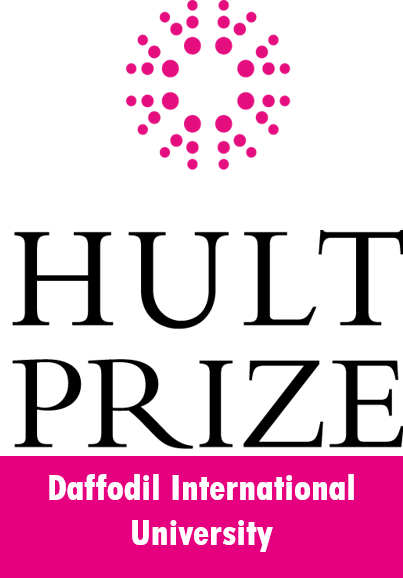 HULT
PRIZE
Daffodil International
University